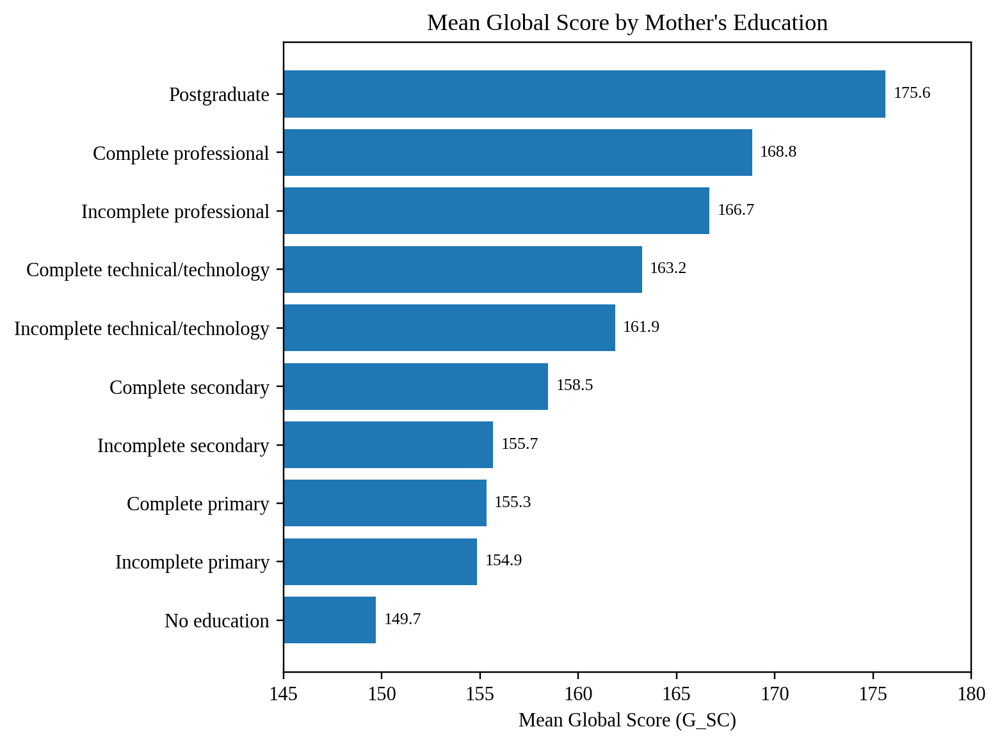 Mean Global Score by Mother's Education
Postgraduate
175.6
Complete professional
168.8
Incomplete professional
166.7
Complete technical/technology
163.2
Incomplete technical/technology
161.9
Complete secondary
158.5
Incomplete secondary
155.7
Complete primary
155.3
Incomplete primary
154.9
No education
149.7
145 150 155 160 165 170 175 180
Mean Global Score (G_SC)